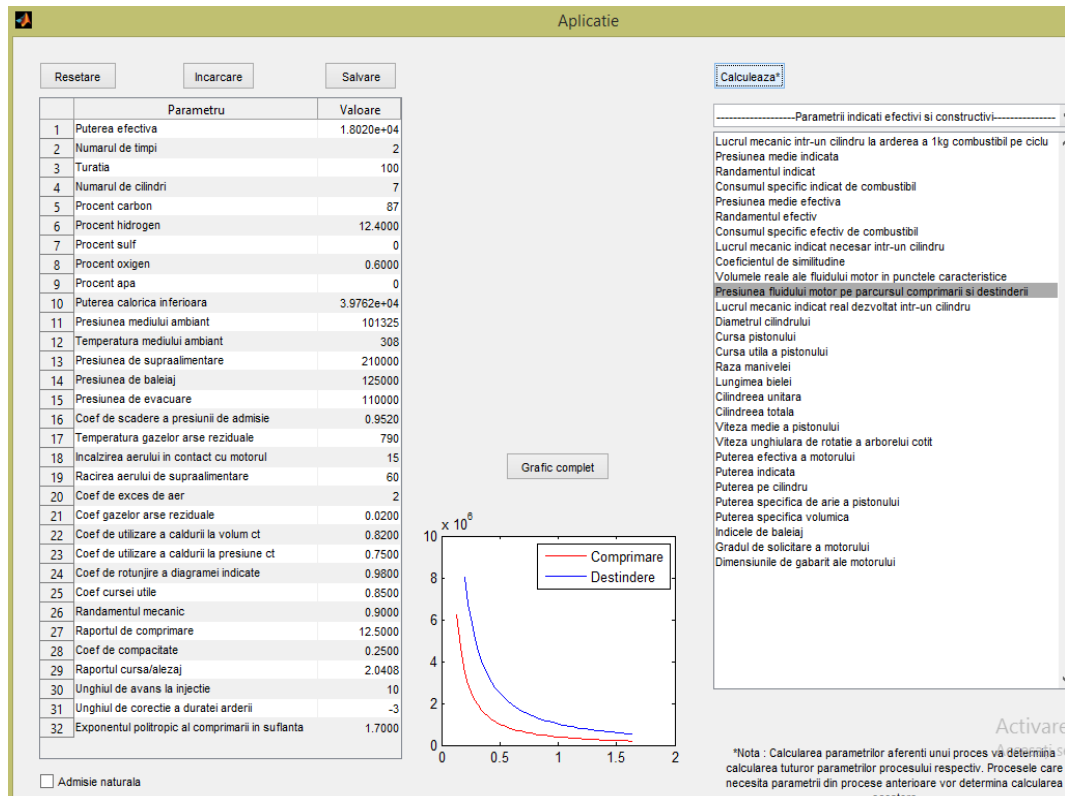 Aplicatie
Resetare
Incarcare
Salvare
Parametru Valoare
1 Puterea efectiva 1.8020e+04
2 Numarul de timpi 2
3 Turatia 100
4 Numarul de cilindri 7
5 Procent carbon 87
6 Procent hidrogen 12.4000
7 Procent sulf 0
8 Procent oxigen 0.6000
9 Procent apa 0
10 Puterea calorica inferioara 3.9762e+04
11 Presiunea mediului ambiant 101325
12 Temperatura mediului ambiant 308
13 Presiunea de supraalimentare 210000
14 Presiunea de baleiaj 125000
15 Presiunea de evacuare 110000
16 Coef de scadere a presiunii de admisie 0.9520
17 Temperatura gazelor arse reziduale 790
18 Incalzirea aerului in contact cu motorul 15
19 Racirea aerului de supraalimentare 60
20 Coef de exces de aer 2
21 Coef gazelor arse reziduale 0.0200
22 Coef de utilizare a caldurii la volum ct 0.8200
23 Coef de utilizare a caldurii la presiune ct 0.7500
24 Coef de rotunjire a diagramei indicate 0.9800
25 Coef cursei utile 0.8500
26 Randamentul mecanic 0.9000
27 Raportul de comprimare 12.5000
28 Coef de compacitate 0.2500
29 Raportul cursa/alezaj 2.0408
30 Unghiul de avans la injectie 10
31 Unghiul de corectie a duratei arderii -3
32 Exponentul politropic al comprimarii in suflanta 1.7000
Admisie naturala
Grafic complet
x 10^6
10
8
6
4
2
0
0 0.5 1 1.5 2
Comprimare
Destindere
Calculeaza*
-------------------Parametrii indicati efectivi si constructivi---------------
Lucrul mecanic intr-un cilindru la arderea a 1kg combustibil pe ciclu
Presiunea medie indicata
Randamentul indicat
Consumul specific indicat de combustibil
Presiunea medie efectiva
Randamentul efectiv
Consumul specific efectiv de combustibil
Lucrul mecanic indicat necesar intr-un cilindru
Coeficientul de similitudine
Volumele reale ale fluidului motor in punctele caracteristice
Presiunea fluidului motor pe parcursul comprimarii si destinderii
Lucrul mecanic indicat real dezvoltat intr-un cilindru
Diametrul cilindrului
Cursa pistonului
Cursa utila a pistonului
Raza manivelei
Lungimea bielei
Cilindreea unitara
Cilindreea totala
Viteza medie a pistonului
Viteza unghiulara de rotatie a arborelui cotit
Puterea efectiva a motorului
Puterea indicata
Puterea pe cilindru
Puterea specifica de arie a pistonului
Puterea specifica volumica
Indicele de baleiaj
Gradul de solicitare a motorului
Dimensiunile de gabarit ale motorului
Activare
*Nota : Calcularea parametrilor aferenti unui proces va determina
calcularea tuturor parametrilor procesului respectiv. Procesele care
necesita parametrii din procese anterioare vor determina calcularea